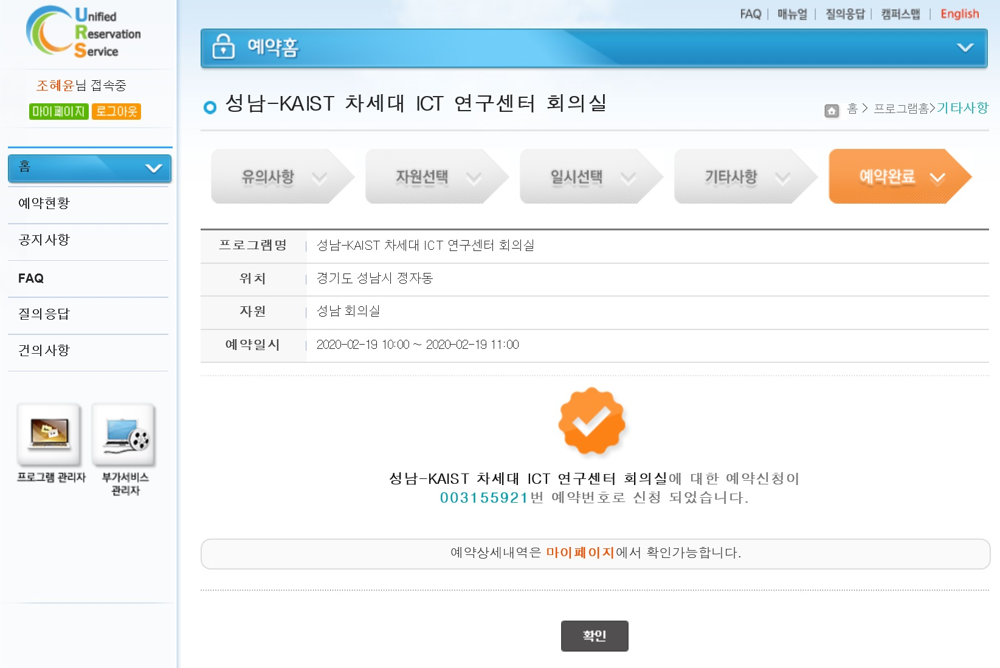 Unified
Reservation
Service
조혜윤님 접속중
마이페이지 로그아웃
홈
예약현황
공지사항
FAQ
질의응답
건의사항
프로그램 관리자
부가서비스
관리자
FAQ | 매뉴얼 | 질의응답 | 캠퍼스맵 | English
예약홈
성남-KAIST 차세대 ICT 연구센터 회의실
홈 > 프로그램홈>기타사항
유의사항
자원선택
일시선택
기타사항
예약완료
프로그램명 성남-KAIST 차세대 ICT 연구센터 회의실
위치 경기도 성남시 정자동
자원 성남 회의실
예약일시 2020-02-19 10:00 ~ 2020-02-19 11:00
성남-KAIST 차세대 ICT 연구센터 회의실에 대한 예약신청이
003155921번 예약번호로 신청 되었습니다.
예약상세내역은 마이페이지에서 확인가능합니다.
확인